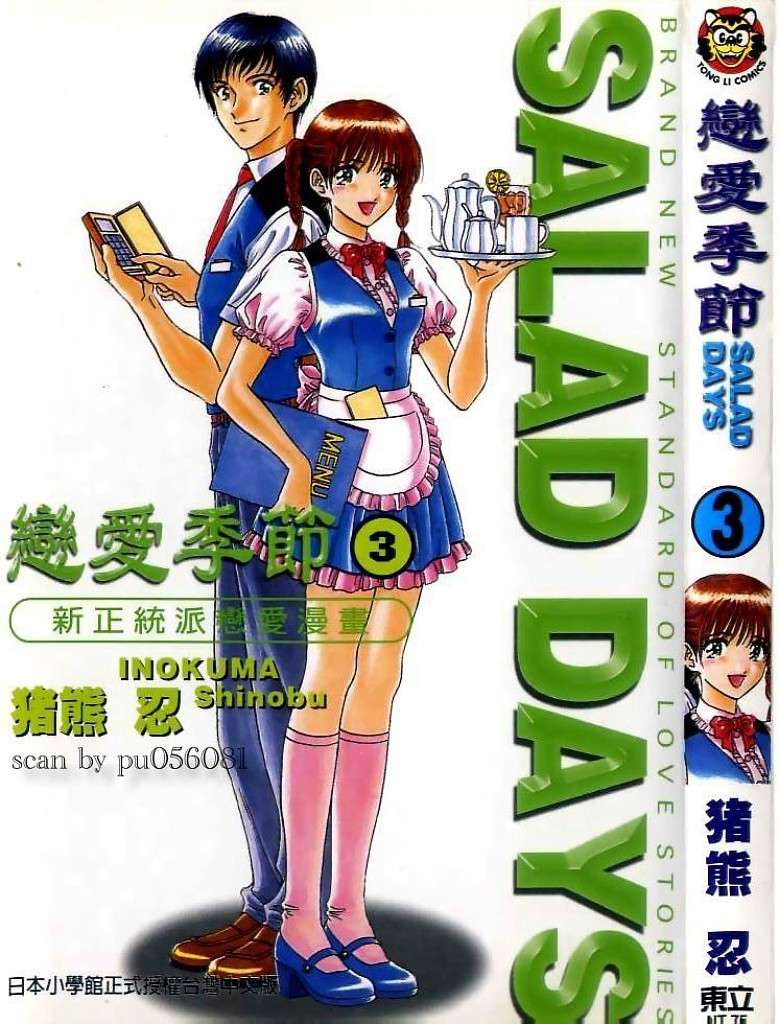 SALAD DAYS
BRAND NEW STANDARD OF LOVE STORIES
MENU
戀愛季節 3
新正統派戀愛漫畫
INOKUMA
猪熊 忍 Shinobu
scan by pu056081
日本小學館正式授權台灣中文版
TONG LI COMICS
戀愛季節
SALAD
DAYS
3
猪熊 忍
東立